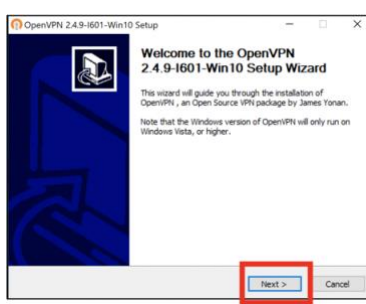 OpenVPN 2.4.9-I601-Win10 Setup
Welcome to the OpenVPN
2.4.9-I601-Win10 Setup Wizard
This wizard will guide you through the installation of
OpenVPN , an Open Source VPN package by James Yonan.
Note that the Windows version of OpenVPN will only run on
Windows Vista, or higher.
Next >
Cancel